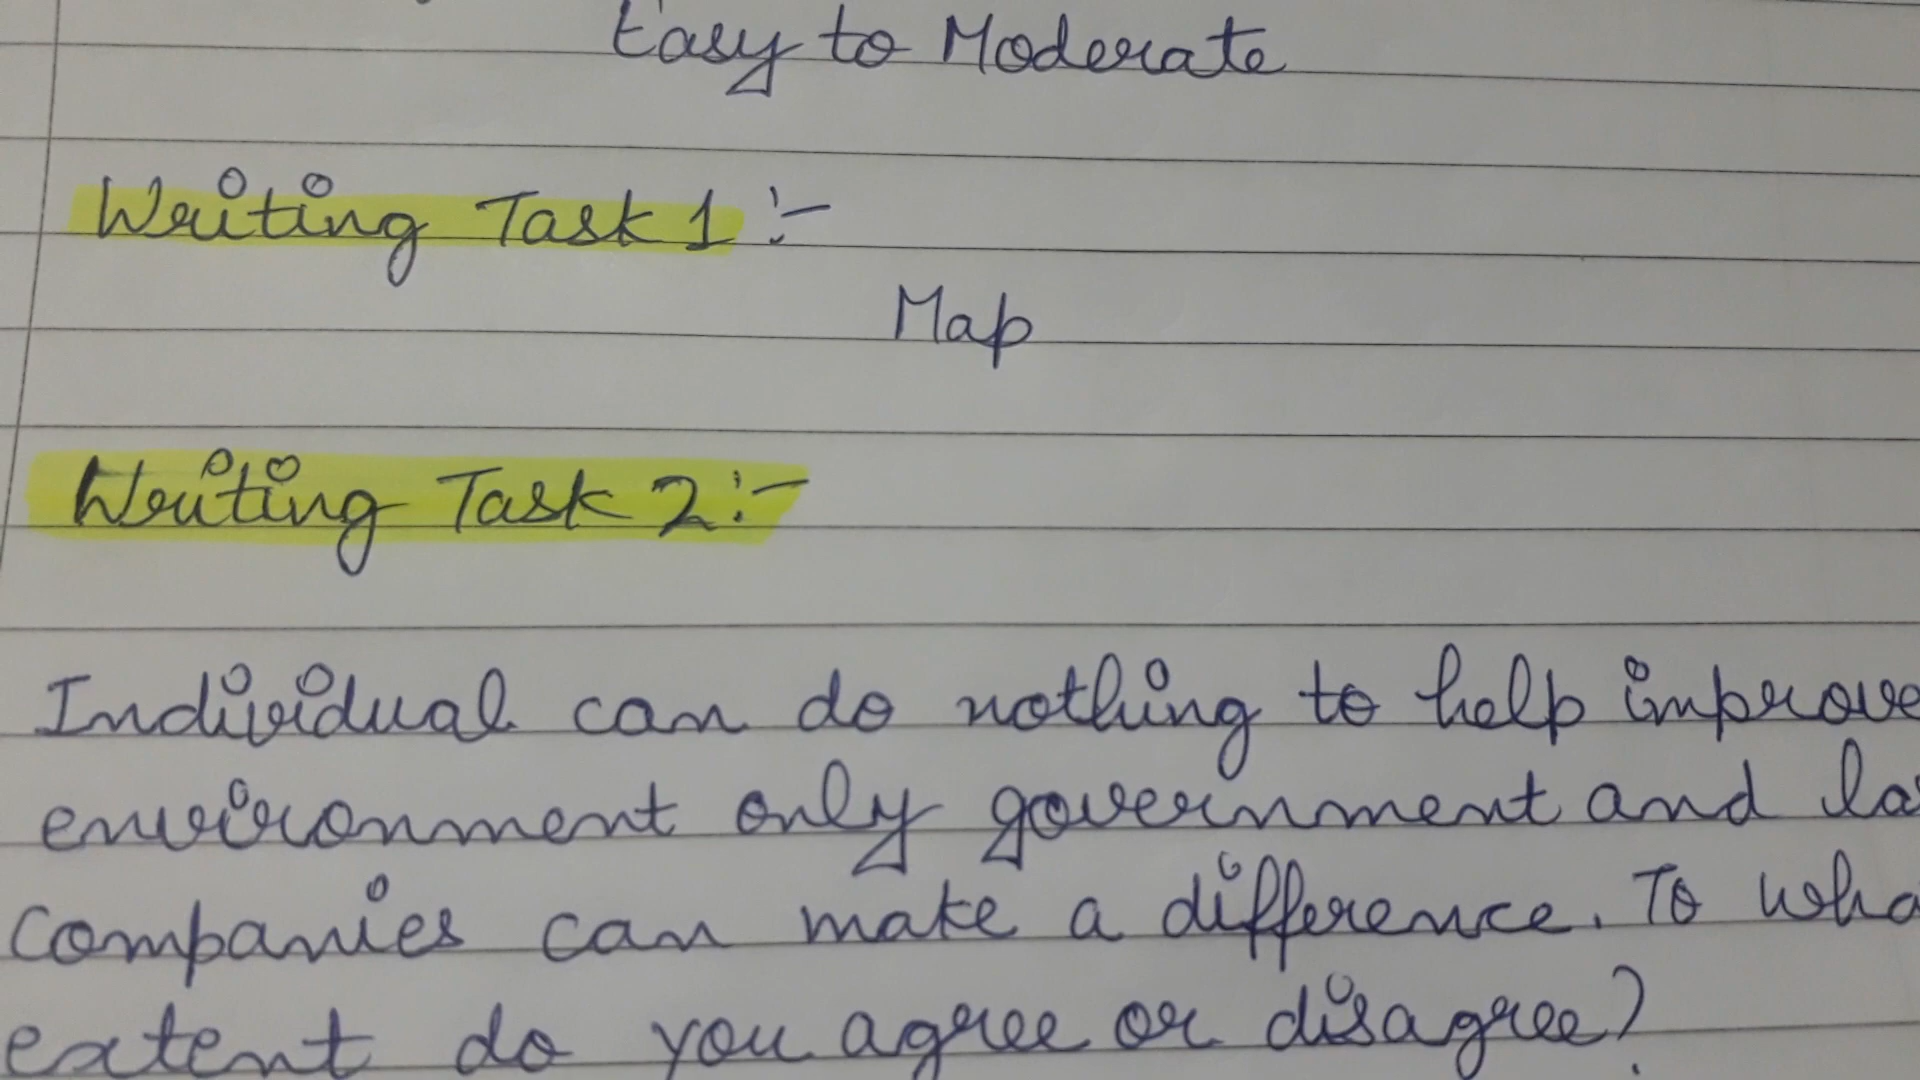 Easy to Moderate
Writing Task 1 :-
Map
Writing Task 2 :-
Individual can do nothing to help improve
environment only government and
companies can make a difference. To
extent do you agree or disagree?